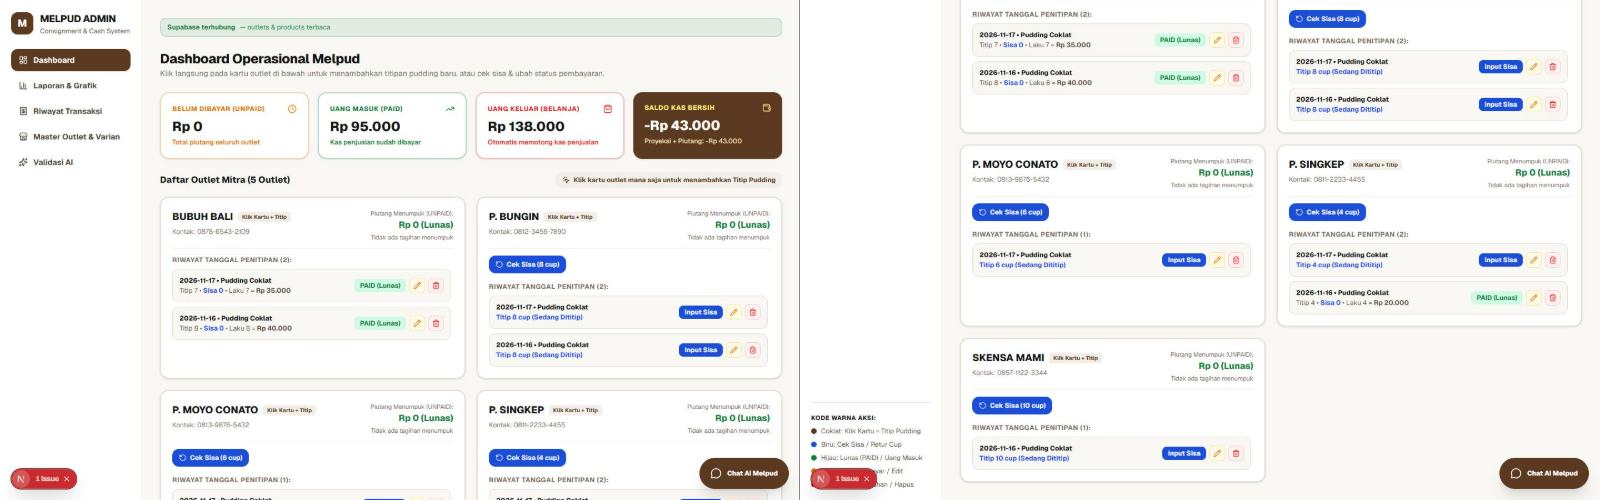 M MELPUD ADMIN
Consignment & Cash System
Dashboard
Laporan & Grafik
Riwayat Transaksi
Master Outlet & Varian
Validasi AI
N 1 Issue ×
Supabase terhubung — outlets & products terbaca
Dashboard Operasional Melpud
Klik langsung pada kartu outlet di bawah untuk menambahkan titipan pudding baru, atau cek sisa & ubah status pembayaran.
BELUM DIBAYAR (UNPAID)
Rp 0
Total piutang seluruh outlet
UANG MASUK (PAID)
Rp 95.000
Kas penjualan sudah dibayar
UANG KELUAR (BELANJA)
Rp 138.000
Otomatis memotong kas penjualan
SALDO KAS BERSIH
-Rp 43.000
Proyeksi + Piutang: -Rp 43.000
Daftar Outlet Mitra (5 Outlet)
Klik kartu outlet mana saja untuk menambahkan Titip Pudding
BUBUH BALI Klik Kartu = Titip
Kontak: 0878-6543-2109
Piutang Menumpuk (UNPAID):
Rp 0 (Lunas)
Tidak ada tagihan menumpuk
RIWAYAT TANGGAL PENITIPAN (2):
2026-11-17 • Pudding Coklat
Titip 7 • Sisa 0 • Laku 7 = Rp 35.000
PAID (Lunas)
2026-11-16 • Pudding Coklat
Titip 8 • Sisa 0 • Laku 8 = Rp 40.000
PAID (Lunas)
P. BUNGIN Klik Kartu = Titip
Kontak: 0812-3456-7890
Piutang Menumpuk (UNPAID):
Rp 0 (Lunas)
Tidak ada tagihan menumpuk
Cek Sisa (8 cup)
RIWAYAT TANGGAL PENITIPAN (2):
2026-11-17 • Pudding Coklat
Titip 8 cup (Sedang Dititip)
Input Sisa
2026-11-16 • Pudding Coklat
Titip 8 cup (Sedang Dititip)
Input Sisa
P. MOYO CONATO Klik Kartu = Titip
Kontak: 0813-9876-5432
Piutang Menumpuk (UNPAID):
Rp 0 (Lunas)
Tidak ada tagihan menumpuk
Cek Sisa (6 cup)
RIWAYAT TANGGAL PENITIPAN (1):
P. SINGKEP Klik Kartu = Titip
Kontak: 0811-2233-4455
Piutang Menumpuk (UNPAID):
Rp 0 (Lunas)
Tidak ada tagihan menumpuk
Cek Sisa (4 cup)
RIWAYAT TANGGAL PENITIPAN (2):
2026-11-17 • Pudding Coklat
Chat AI Melpud
KODE WARNA AKSI:
Coklat: Klik Kartu = Titip Pudding
Biru: Cek Sisa / Retur Cup
Hijau: Lunas (PAID) / Uang Masuk
/ Edit
/ Hapus
N 1 Issue ×
RIWAYAT TANGGAL PENITIPAN (2):
2026-11-17 • Pudding Coklat
Titip 7 • Sisa 0 • Laku 7 = Rp 35.000
PAID (Lunas)
2026-11-16 • Pudding Coklat
Titip 8 • Sisa 0 • Laku 8 = Rp 40.000
PAID (Lunas)
Cek Sisa (8 cup)
RIWAYAT TANGGAL PENITIPAN (2):
2026-11-17 • Pudding Coklat
Titip 8 cup (Sedang Dititip)
Input Sisa
2026-11-16 • Pudding Coklat
Titip 8 cup (Sedang Dititip)
Input Sisa
P. MOYO CONATO Klik Kartu = Titip
Kontak: 0813-9876-5432
Piutang Menumpuk (UNPAID):
Rp 0 (Lunas)
Tidak ada tagihan menumpuk
Cek Sisa (6 cup)
RIWAYAT TANGGAL PENITIPAN (1):
2026-11-17 • Pudding Coklat
Titip 6 cup (Sedang Dititip)
Input Sisa
P. SINGKEP Klik Kartu = Titip
Kontak: 0811-2233-4455
Piutang Menumpuk (UNPAID):
Rp 0 (Lunas)
Tidak ada tagihan menumpuk
Cek Sisa (4 cup)
RIWAYAT TANGGAL PENITIPAN (2):
2026-11-17 • Pudding Coklat
Titip 4 cup (Sedang Dititip)
Input Sisa
2026-11-16 • Pudding Coklat
Titip 4 • Sisa 0 • Laku 4 = Rp 20.000
PAID (Lunas)
SKENSA MAMI Klik Kartu = Titip
Kontak: 0857-1122-3344
Piutang Menumpuk (UNPAID):
Rp 0 (Lunas)
Tidak ada tagihan menumpuk
Cek Sisa (10 cup)
RIWAYAT TANGGAL PENITIPAN (1):
2026-11-16 • Pudding Coklat
Titip 10 cup (Sedang Dititip)
Input Sisa
Chat AI Melpud